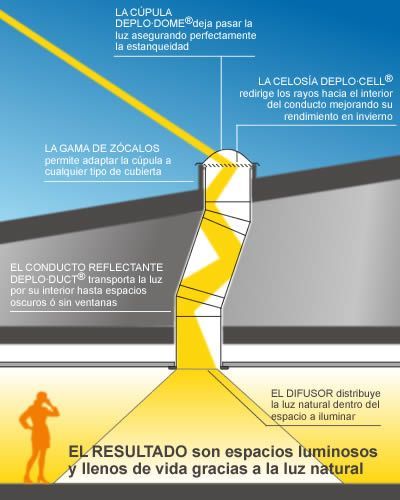 LA CÚPULA
DEPLO·DOME® deja pasar la
luz asegurando perfectamente
la estanqueidad
LA CELOSÍA DEPLO·CELL®
redirige los rayos hacia el interior
del conducto mejorando su
rendimiento en invierno
LA GAMA DE ZÓCALOS
permite adaptar la cúpula a
cualquier tipo de cubierta
EL CONDUCTO REFLECTANTE
DEPLO·DUCT® transporta la luz
por su interior hasta espacios
oscuros ó sin ventanas
EL DIFUSOR distribuye
la luz natural dentro del
espacio a iluminar
EL RESULTADO son espacios luminosos
y llenos de vida gracias a la luz natural